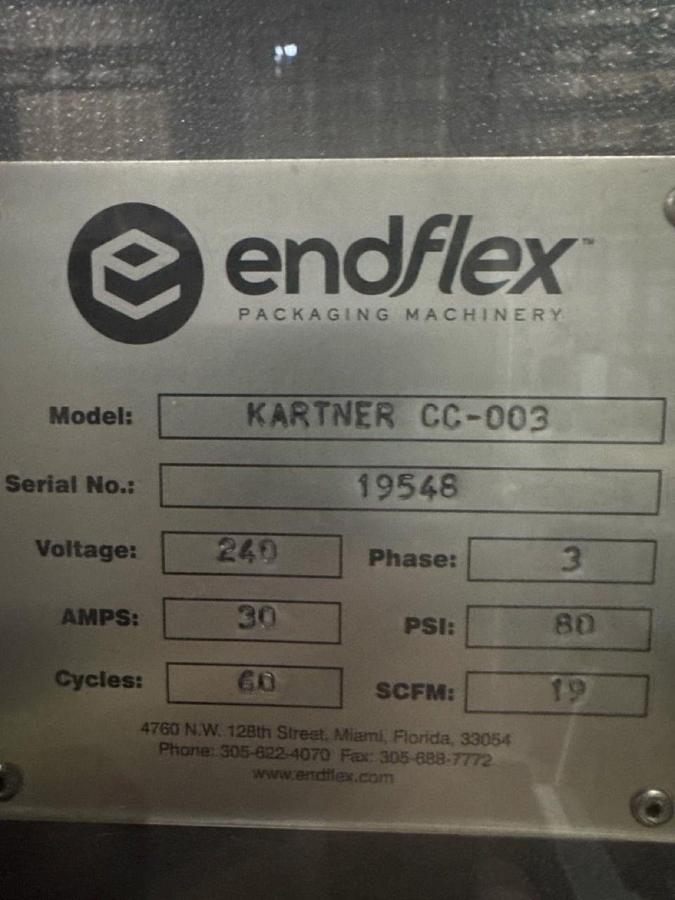 endflex™
PACKAGING MACHINERY
Model: KARTNER CC-003
Serial No.: 19548
Voltage: 240 Phase: 3
AMPS: 30 PSI: 80
Cycles: 60 SCFM: 19
4760 N.W. 128th Street, Miami, Florida, 33054
Phone: 305-622-4070 Fax: 305-688-7772
www.endflex.com